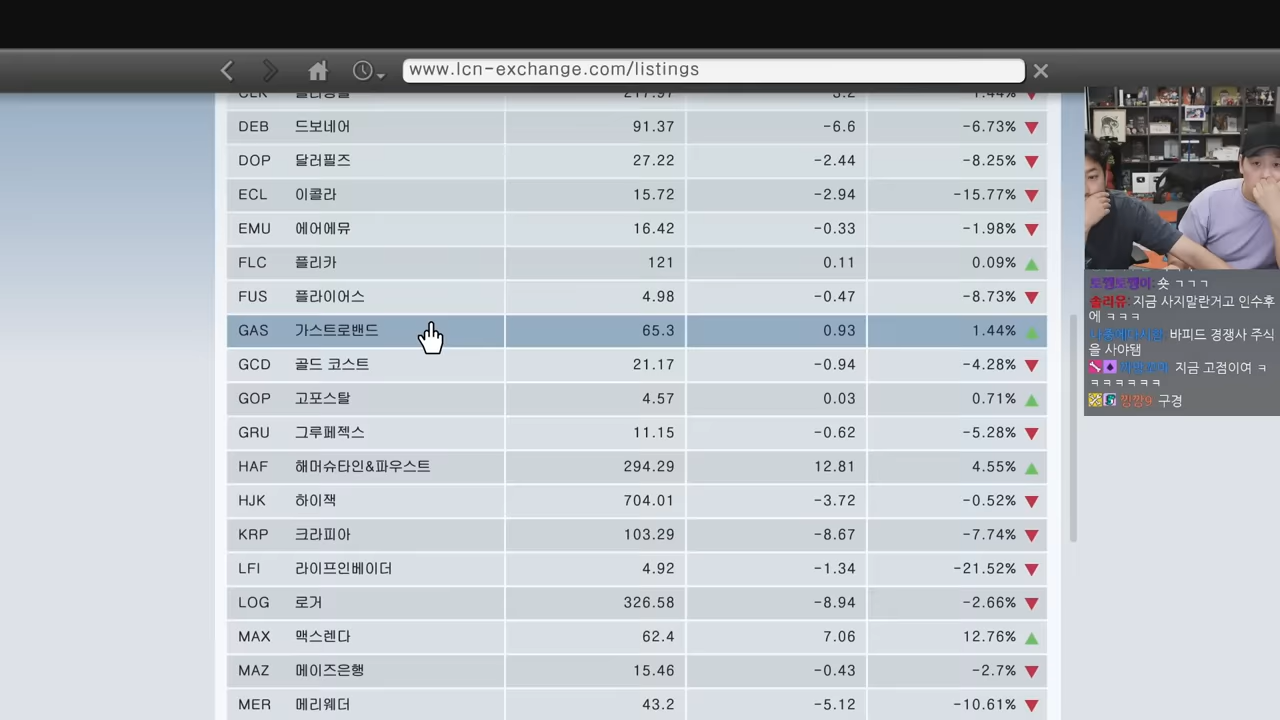 www.lcn-exchange.com/listings
DEB 드보네어 91.37 -6.6 -6.73%
DOP 달러필즈 27.22 -2.44 -8.25%
ECL 이콜라 15.72 -2.94 -15.77%
EMU 에어에뮤 16.42 -0.33 -1.98%
FLC 플리카 121 0.11 0.09%
FUS 플라이어스 4.98 -0.47 -8.73%
GAS 가스트로밴드 65.3 0.93 1.44%
GCD 골드 코스트 21.17 -0.94 -4.28%
GOP 고포스탈 4.57 0.03 0.71%
GRU 그루페젝스 11.15 -0.62 -5.28%
HAF 해머슈타인&파우스트 294.29 12.81 4.55%
HJK 하이잭 704.01 -3.72 -0.52%
KRP 크라피아 103.29 -8.67 -7.74%
LFI 라이프인베이더 4.92 -1.34 -21.52%
LOG 로거 326.58 -8.94 -2.66%
MAX 맥스렌다 62.4 7.06 12.76%
MAZ 메이즈은행 15.46 -0.43 -2.7%
MER 메리웨더 43.2 -5.12 -10.61%
숏 ㄱㄱㄱ
솔리유: 지금 사지말란거고 인수후
에 ㅋㅋㅋ
바피드 경쟁사 주식
을 사야됌
지금 고점이여 ㅋ
ㅋㅋㅋㅋㅋㅋ
낑깡9 구경